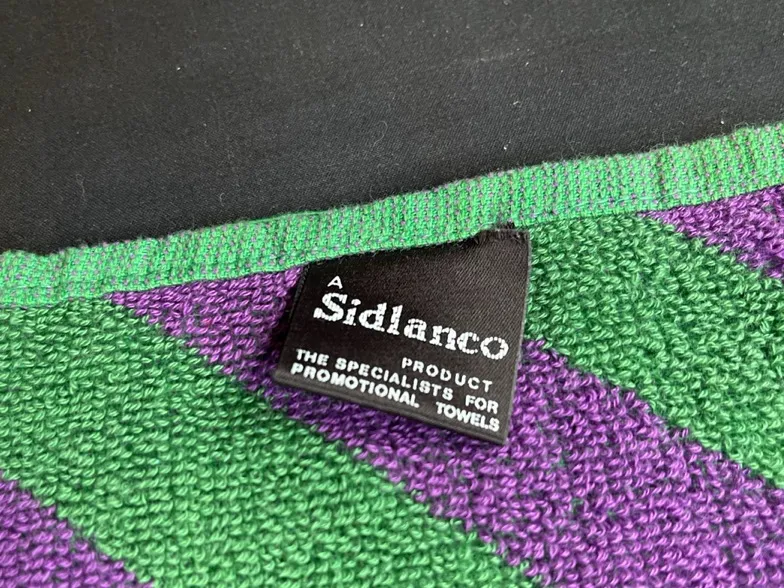 A
Sidlanco
PRODUCT
THE SPECIALISTS FOR
PROMOTIONAL TOWELS